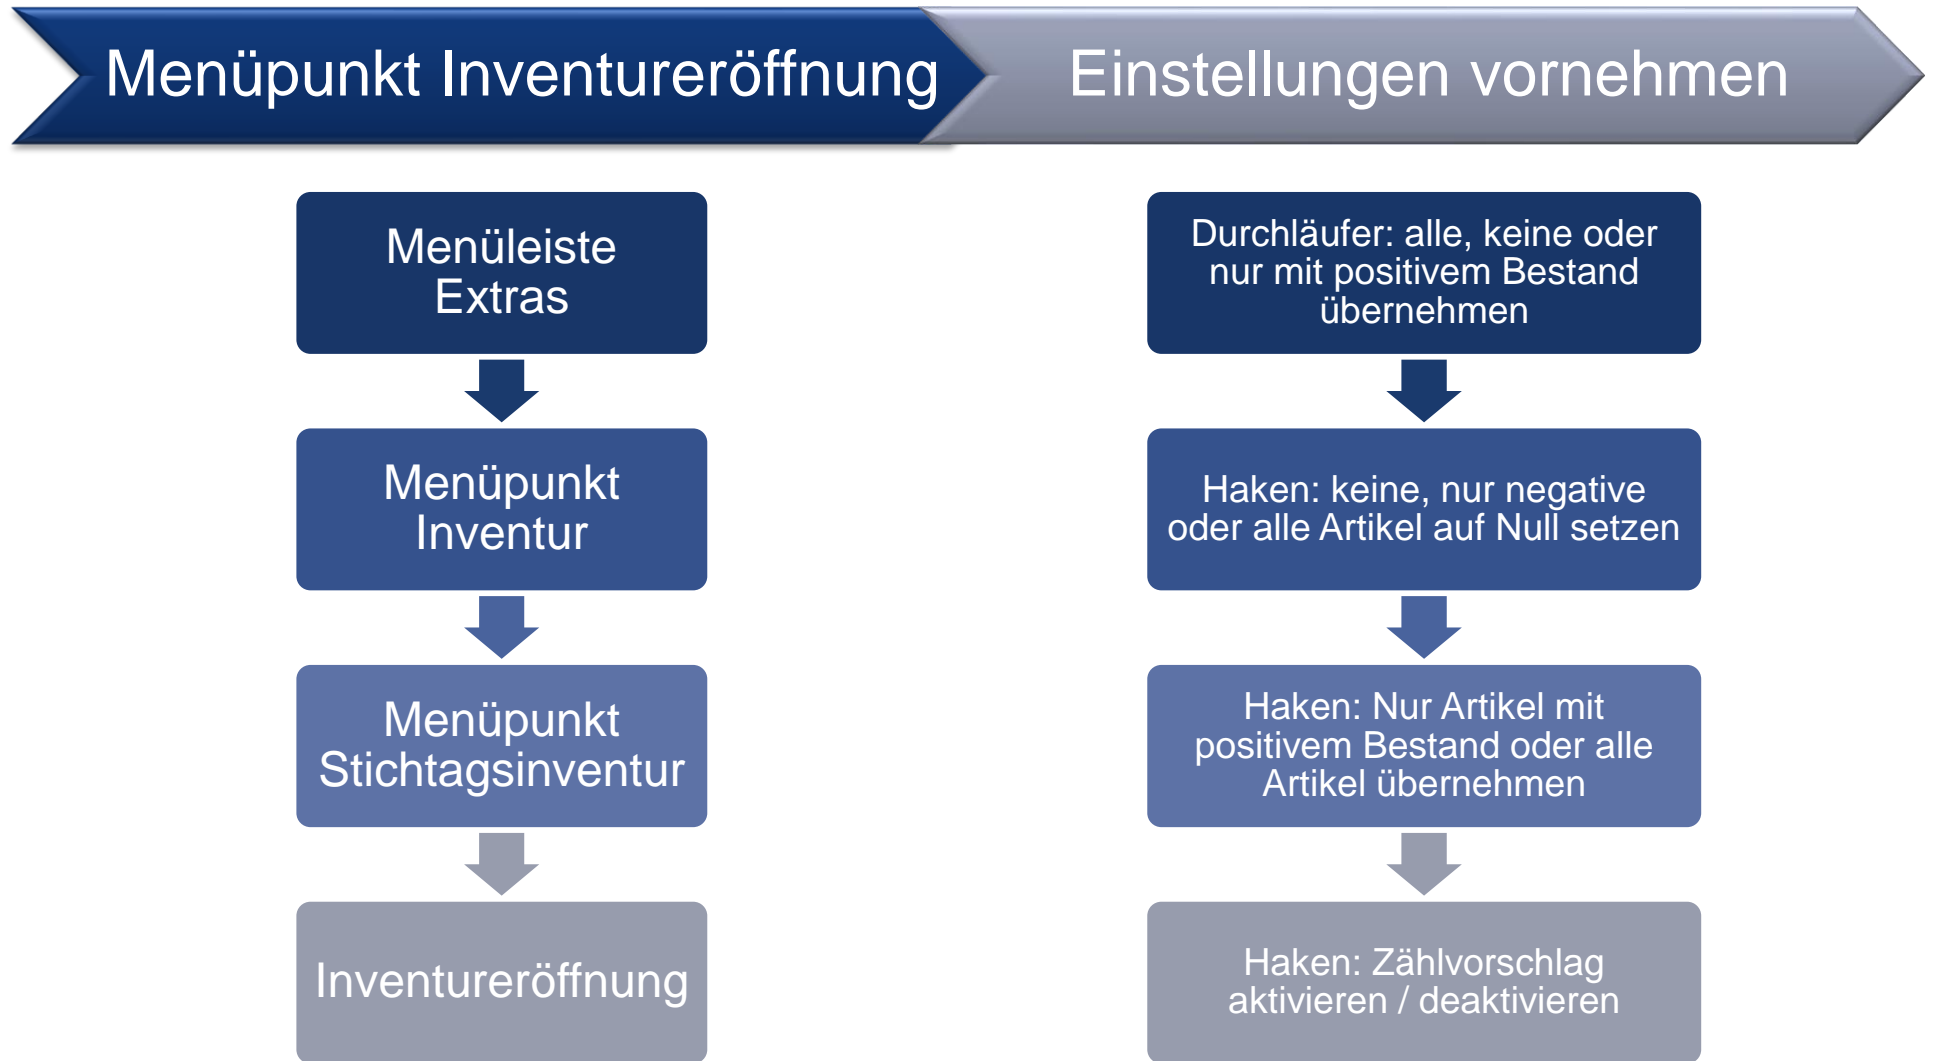 Menüpunkt Inventureröffnung
Einstellungen vornehmen
Menüleiste
Extras
Menüpunkt
Inventur
Menüpunkt
Stichtagsinventur
Inventureröffnung
Durchläufer: alle, keine oder
nur mit positivem Bestand
übernehmen
Haken: keine, nur negative
oder alle Artikel auf Null setzen
Haken: Nur Artikel mit
positivem Bestand oder alle
Artikel übernehmen
Haken: Zählvorschlag
aktivieren / deaktivieren